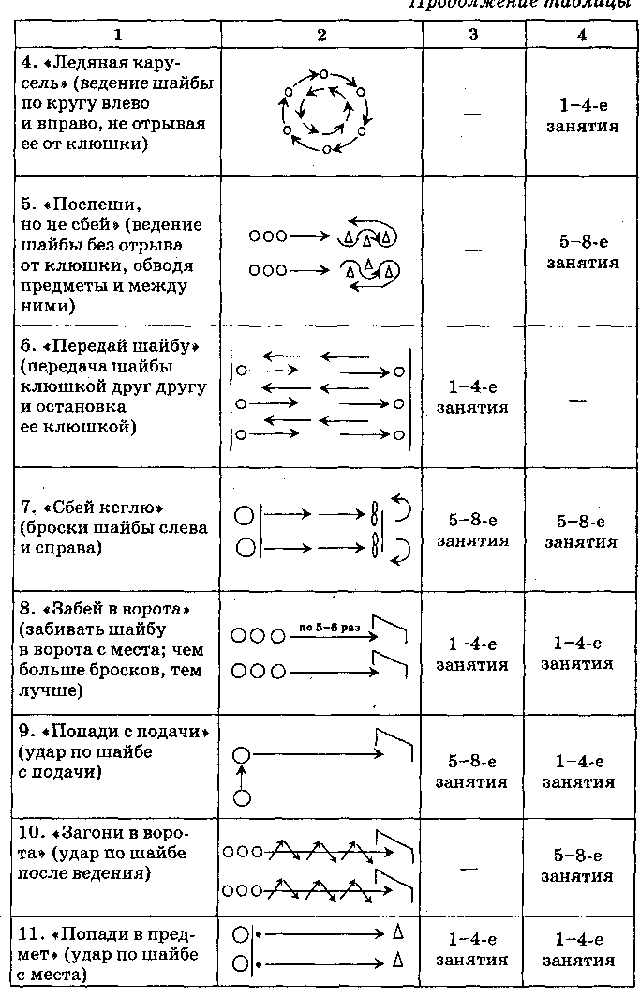 Продолжение таблицы
1 2 3 4
4. «Ледяная кару-
сель» (ведение шайбы
по кругу влево
и вправо, не отрывая
ее от клюшки)
—
1–4-е
занятия
5. «Поспеши,
но не сбей» (ведение
шайбы без отрыва
от клюшки, обводя
предметы и между
ними)
—
5–8-е
занятия
6. «Передай шайбу»
(передача шайбы
клюшкой друг другу
и остановка
ее клюшкой)
1–4-е
занятия
—
7. «Сбей кеглю»
(броски шайбы слева
и справа)
5–8-е
занятия
5–8-е
занятия
8. «Забей в ворота»
(забивать шайбу
в ворота с места; чем
больше бросков, тем
лучше)
по 5–6 раз
1–4-е
занятия
1–4-е
занятия
9. «Попади с подачи»
(удар по шайбе
с подачи)
5–8-е
занятия
1–4-е
занятия
10. «Загони в воро-
та» (удар по шайбе
после ведения)
—
5–8-е
занятия
11. «Попади в пред-
мет» (удар по шайбе
с места)
1–4-е
занятия
1–4-е
занятия